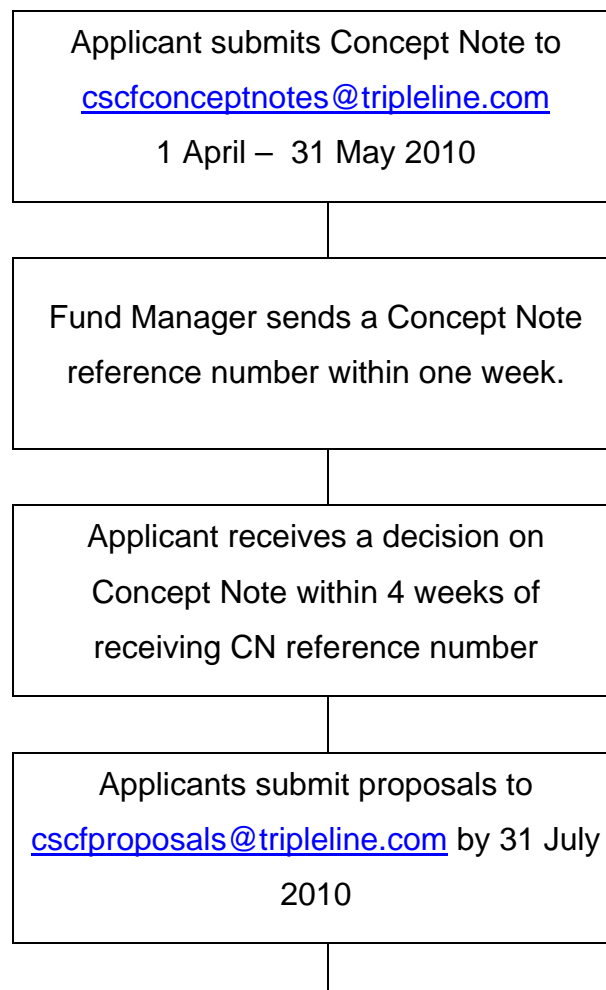 Applicant submits Concept Note to
cscfconceptnotes@tripleline.com
1 April –  31 May 2010
Fund Manager sends a Concept Note
reference number within one week.
Applicant receives a decision on
Concept Note within 4 weeks of
receiving CN reference number
Applicants submit proposals to
cscfproposals@tripleline.com by 31 July
2010